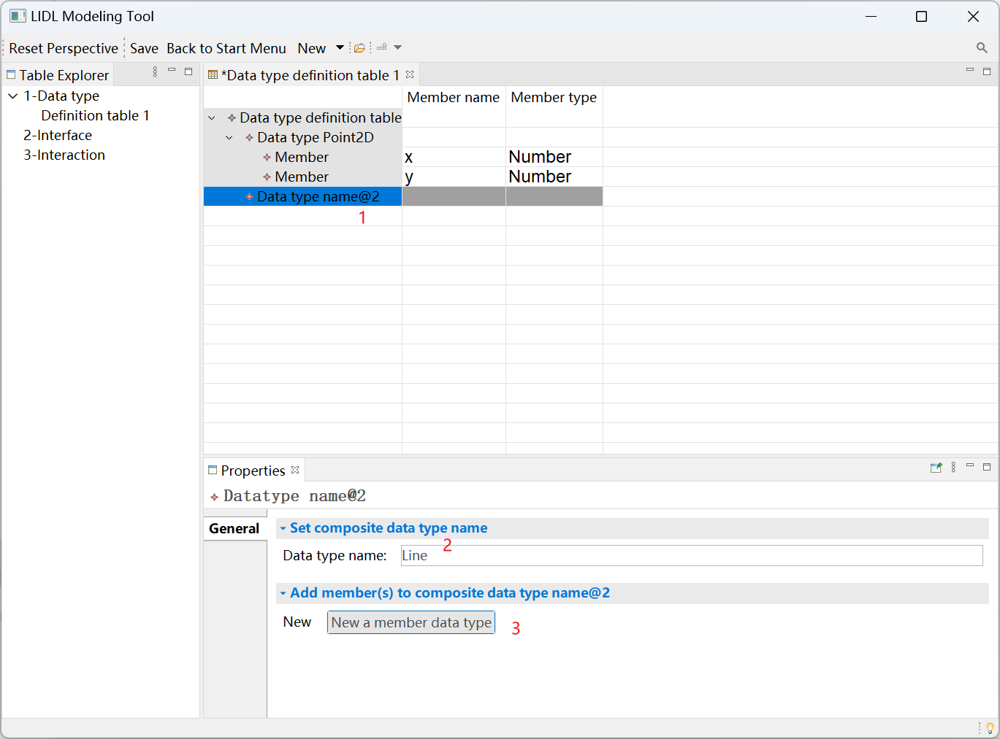 LIDL Modeling Tool
Reset Perspective Save Back to Start Menu New
Table Explorer
*Data type definition table 1
1-Data type
Definition table 1
2-Interface
3-Interaction
Member name Member type
Data type definition table
Data type Point2D
Member x Number
Member y Number
Data type name@2
1
Properties
Datatype name@2
General
Set composite data type name
2
Data type name: Line
Add member(s) to composite data type name@2
New New a member data type 3